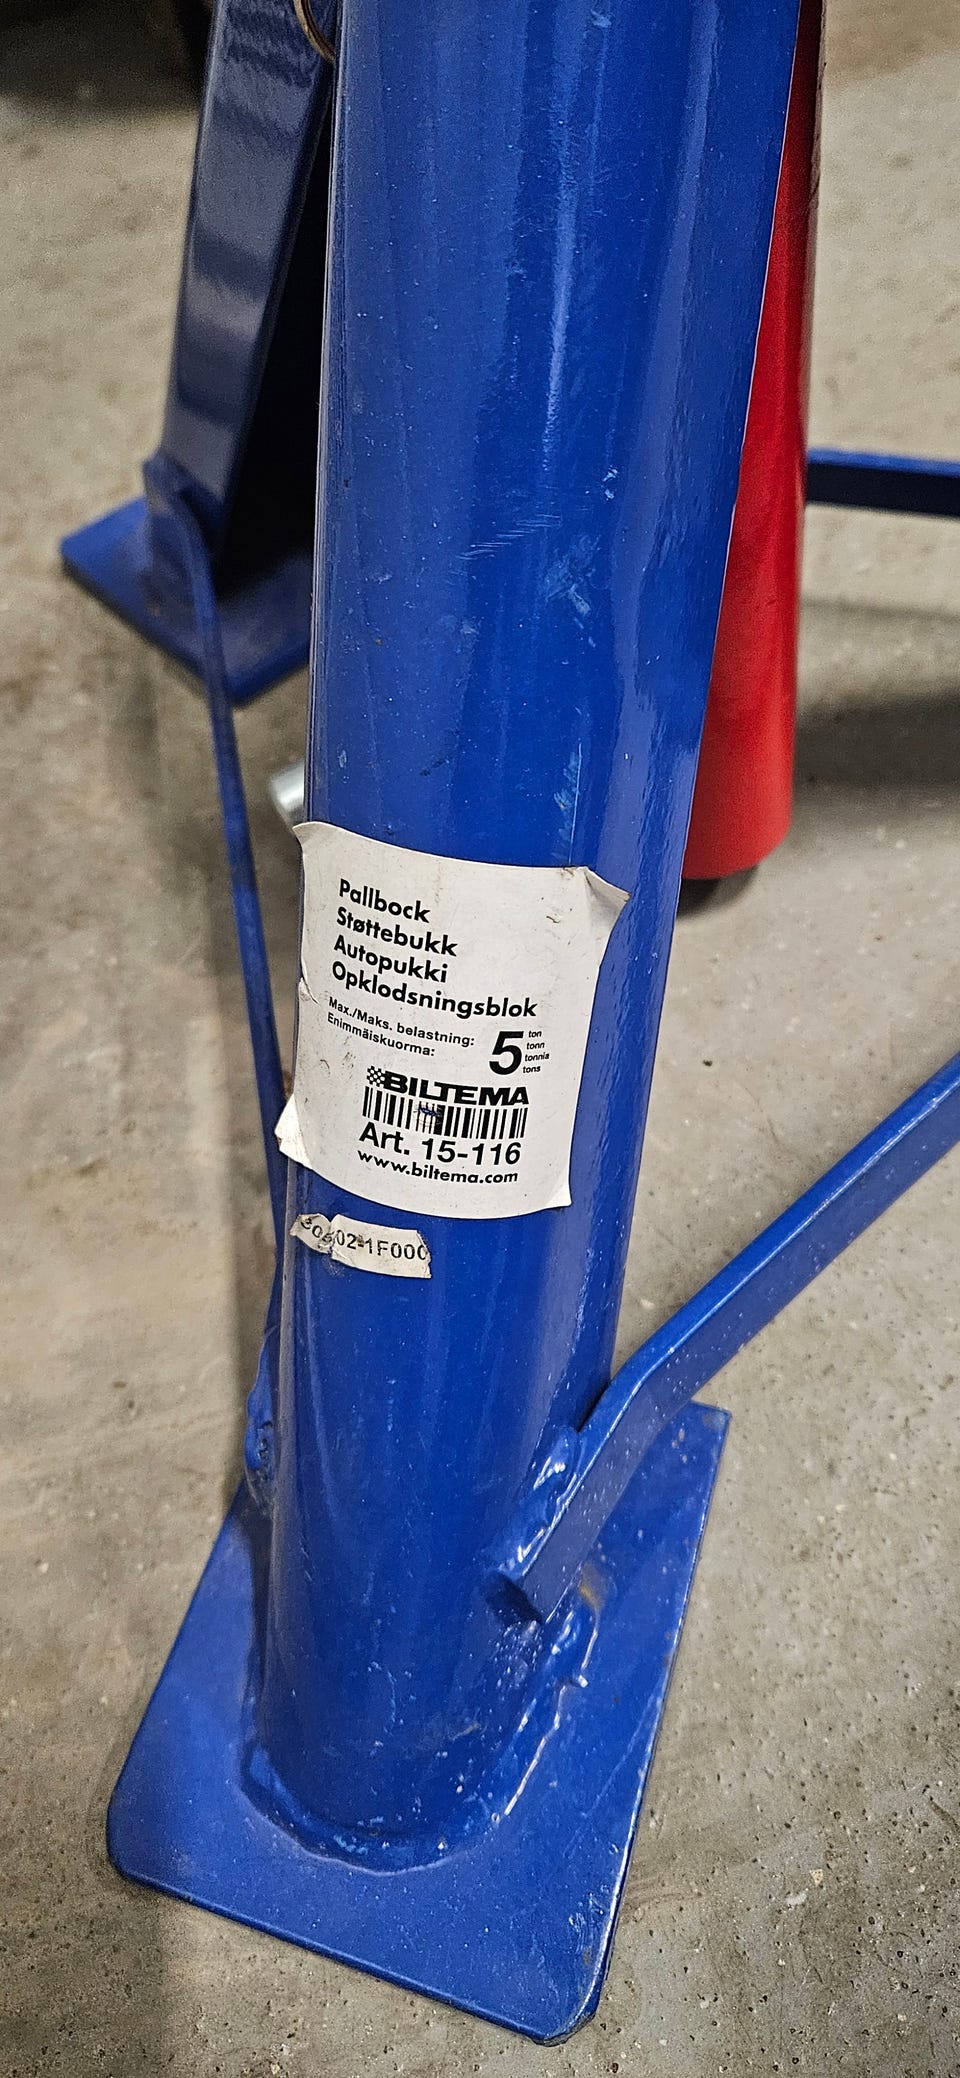 Pallbock
Støttebukk
Autopukki
Opklodsningsblok
Max./Maks. belastning:
Enimmäiskuorma:
5
ton
tonn
tonnia
tons
BILTEMA
Art. 15-116
www.biltema.com